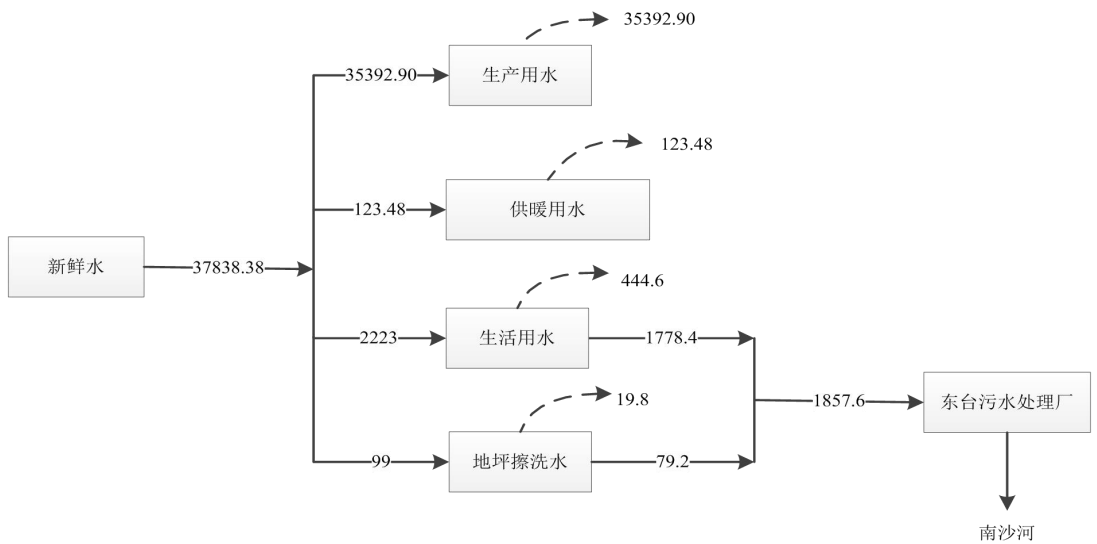 35392.90
35392.90
生产用水
123.48
123.48
供暖用水
新鲜水
37838.38
444.6
2223
生活用水
1778.4
19.8
1857.6
东台污水处理厂
99
地坪擦洗水
79.2
南沙河